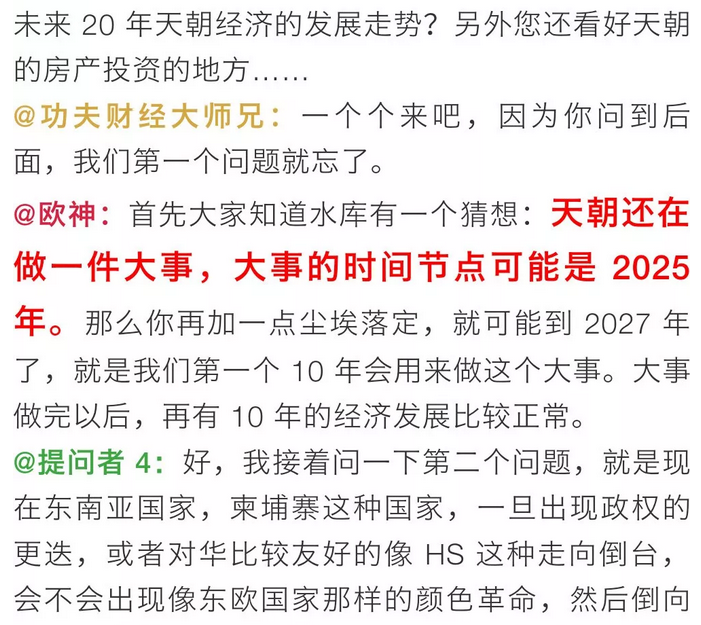 未来 20 年天朝经济的发展走势？另外您还看好天朝
的房产投资的地方……
@功夫财经大师兄：一个个来吧，因为你问到后
面，我们第一个问题就忘了。
@欧神：首先大家知道水库有一个猜想：天朝还在
做一件大事，大事的时间节点可能是 2025
年。那么你再加一点尘埃落定，就可能到 2027 年
了，就是我们第一个 10 年会用来做这个大事。大事
做完以后，再有 10 年的经济发展比较正常。
@提问者 4：好，我接着问一下第二个问题，就是现
在东南亚国家，柬埔寨这种国家，一旦出现政权的
更迭，或者对华比较友好的像 HS 这种走向倒台，
会不会出现像东欧国家那样的颜色革命，然后倒向